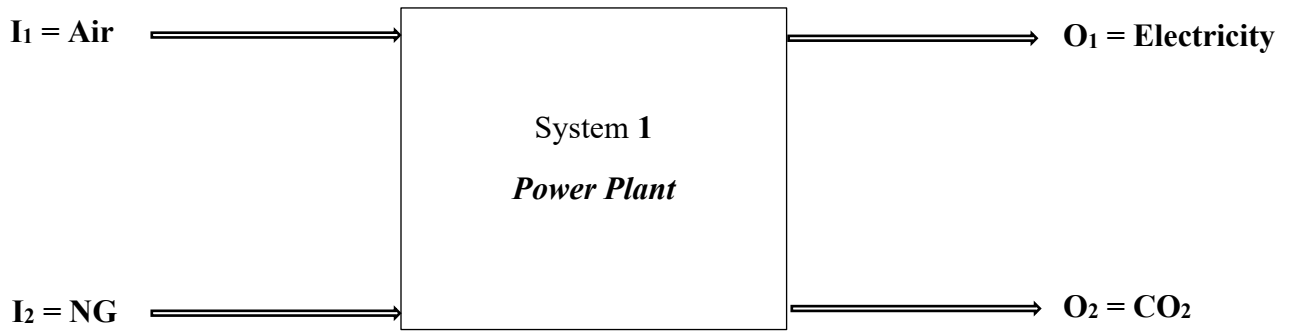 I₁ = Air
O₁ = Electricity
System 1
Power Plant
I₂ = NG
O₂ = CO₂